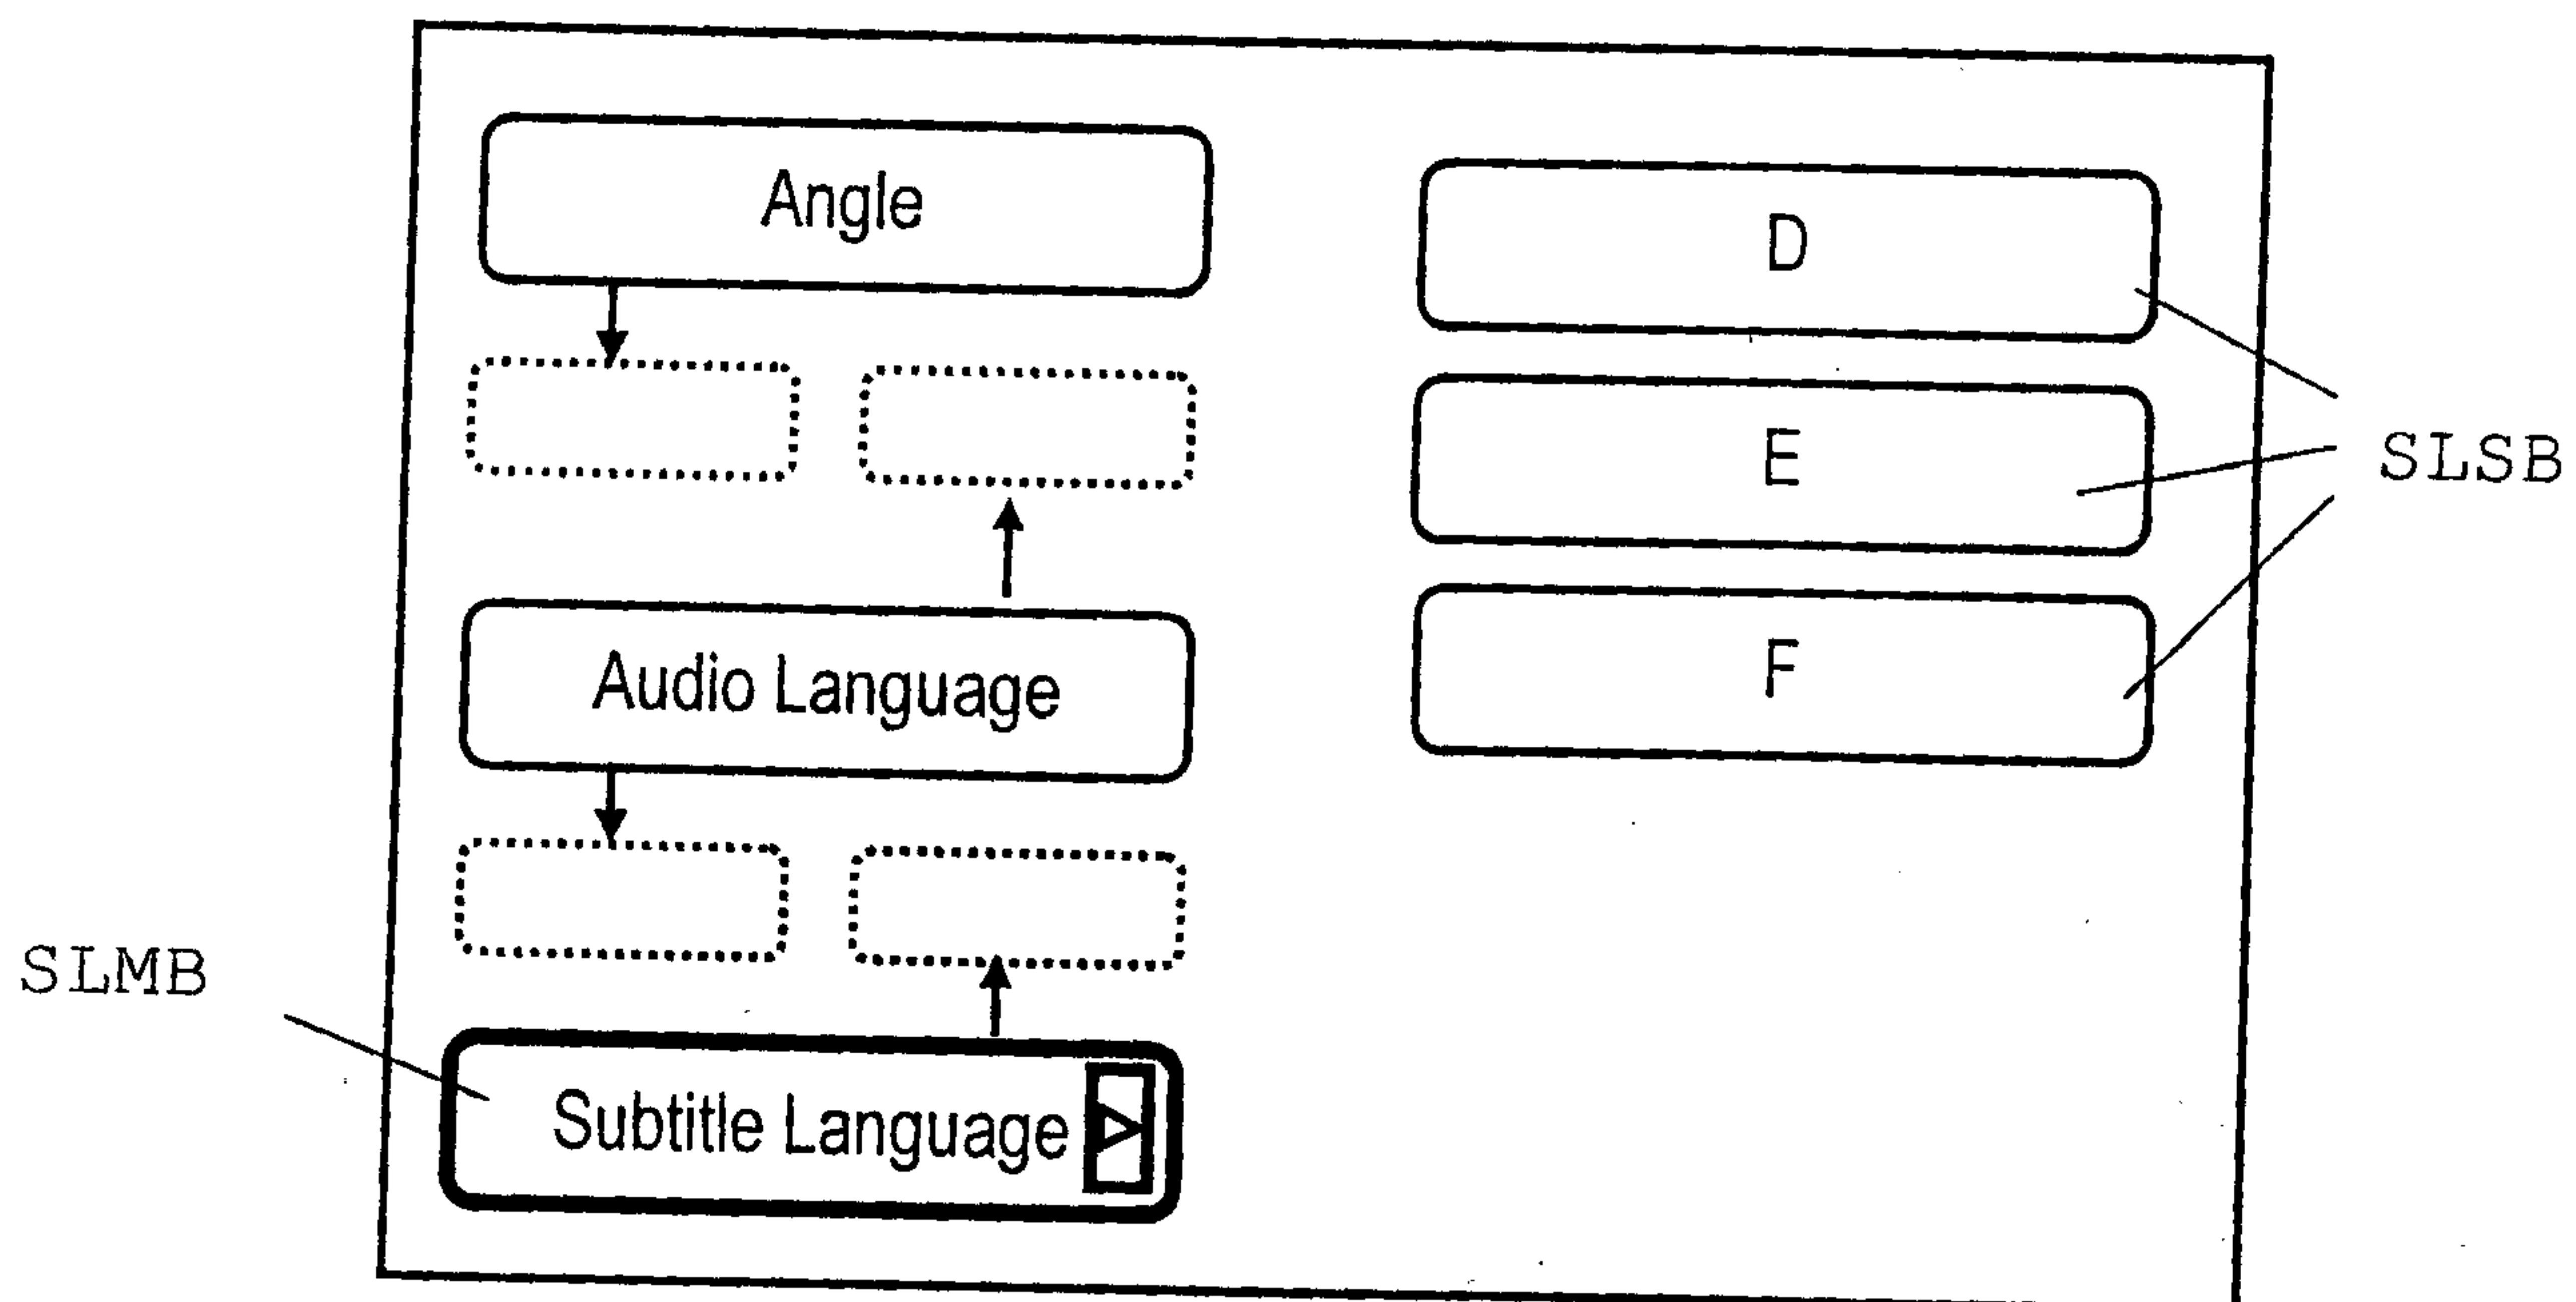 Angle
D
E
SLSB
Audio Language
F
SLMB
Subtitle Language